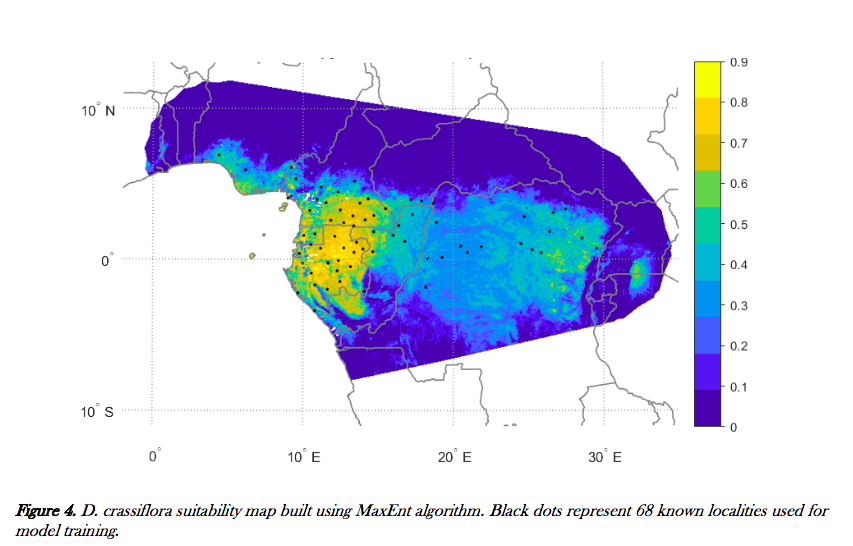 0.9
0.8
0.7
0.6
0.5
0.4
0.3
0.2
0.1
0
10° N
0°
10° S
0°
10° E
20° E
30° E
Figure 4. D. crassiflora suitability map built using MaxEnt algorithm. Black dots represent 68 known localities used for
model training.